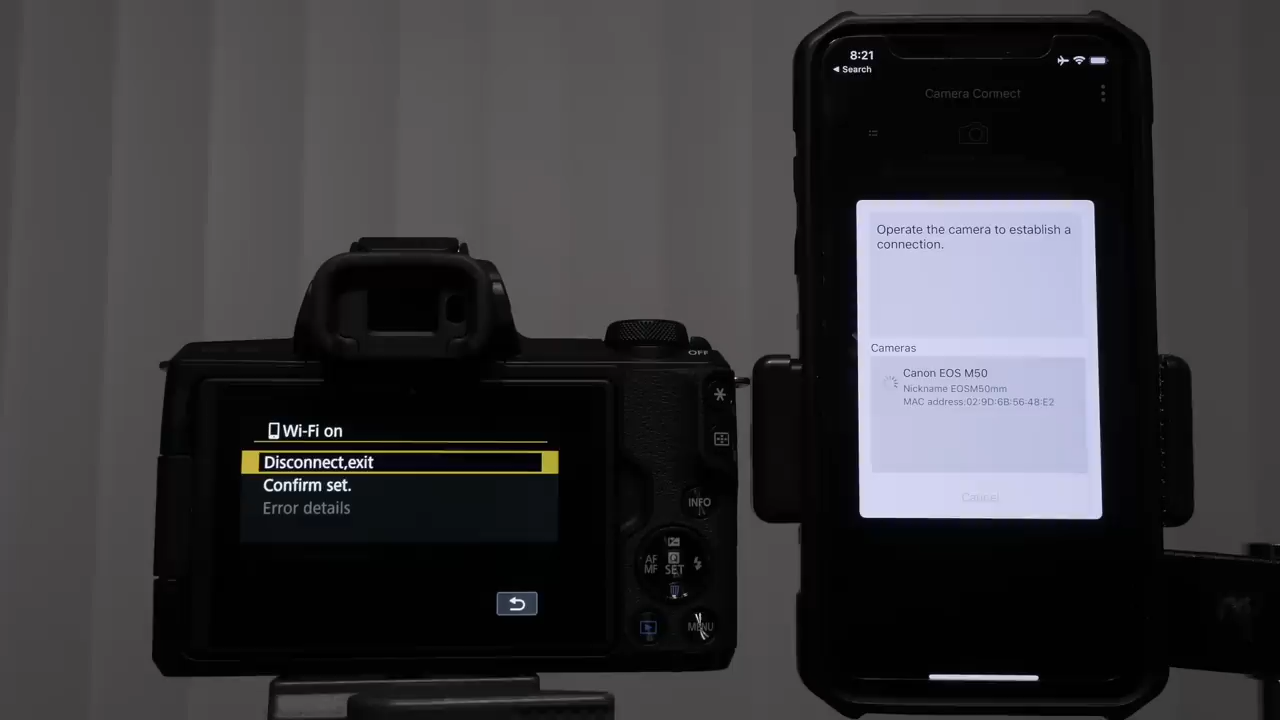 OFF
Wi-Fi on
Disconnect,exit
Confirm set.
Error details
INFO
AF
MF
SET
MENU
8:21
Search
Camera Connect
Operate the camera to establish a
connection.
Cameras
Canon EOS M50
Nickname EOSM50mm
MAC address:02:9D:6B:56:4B:E2
Cancel